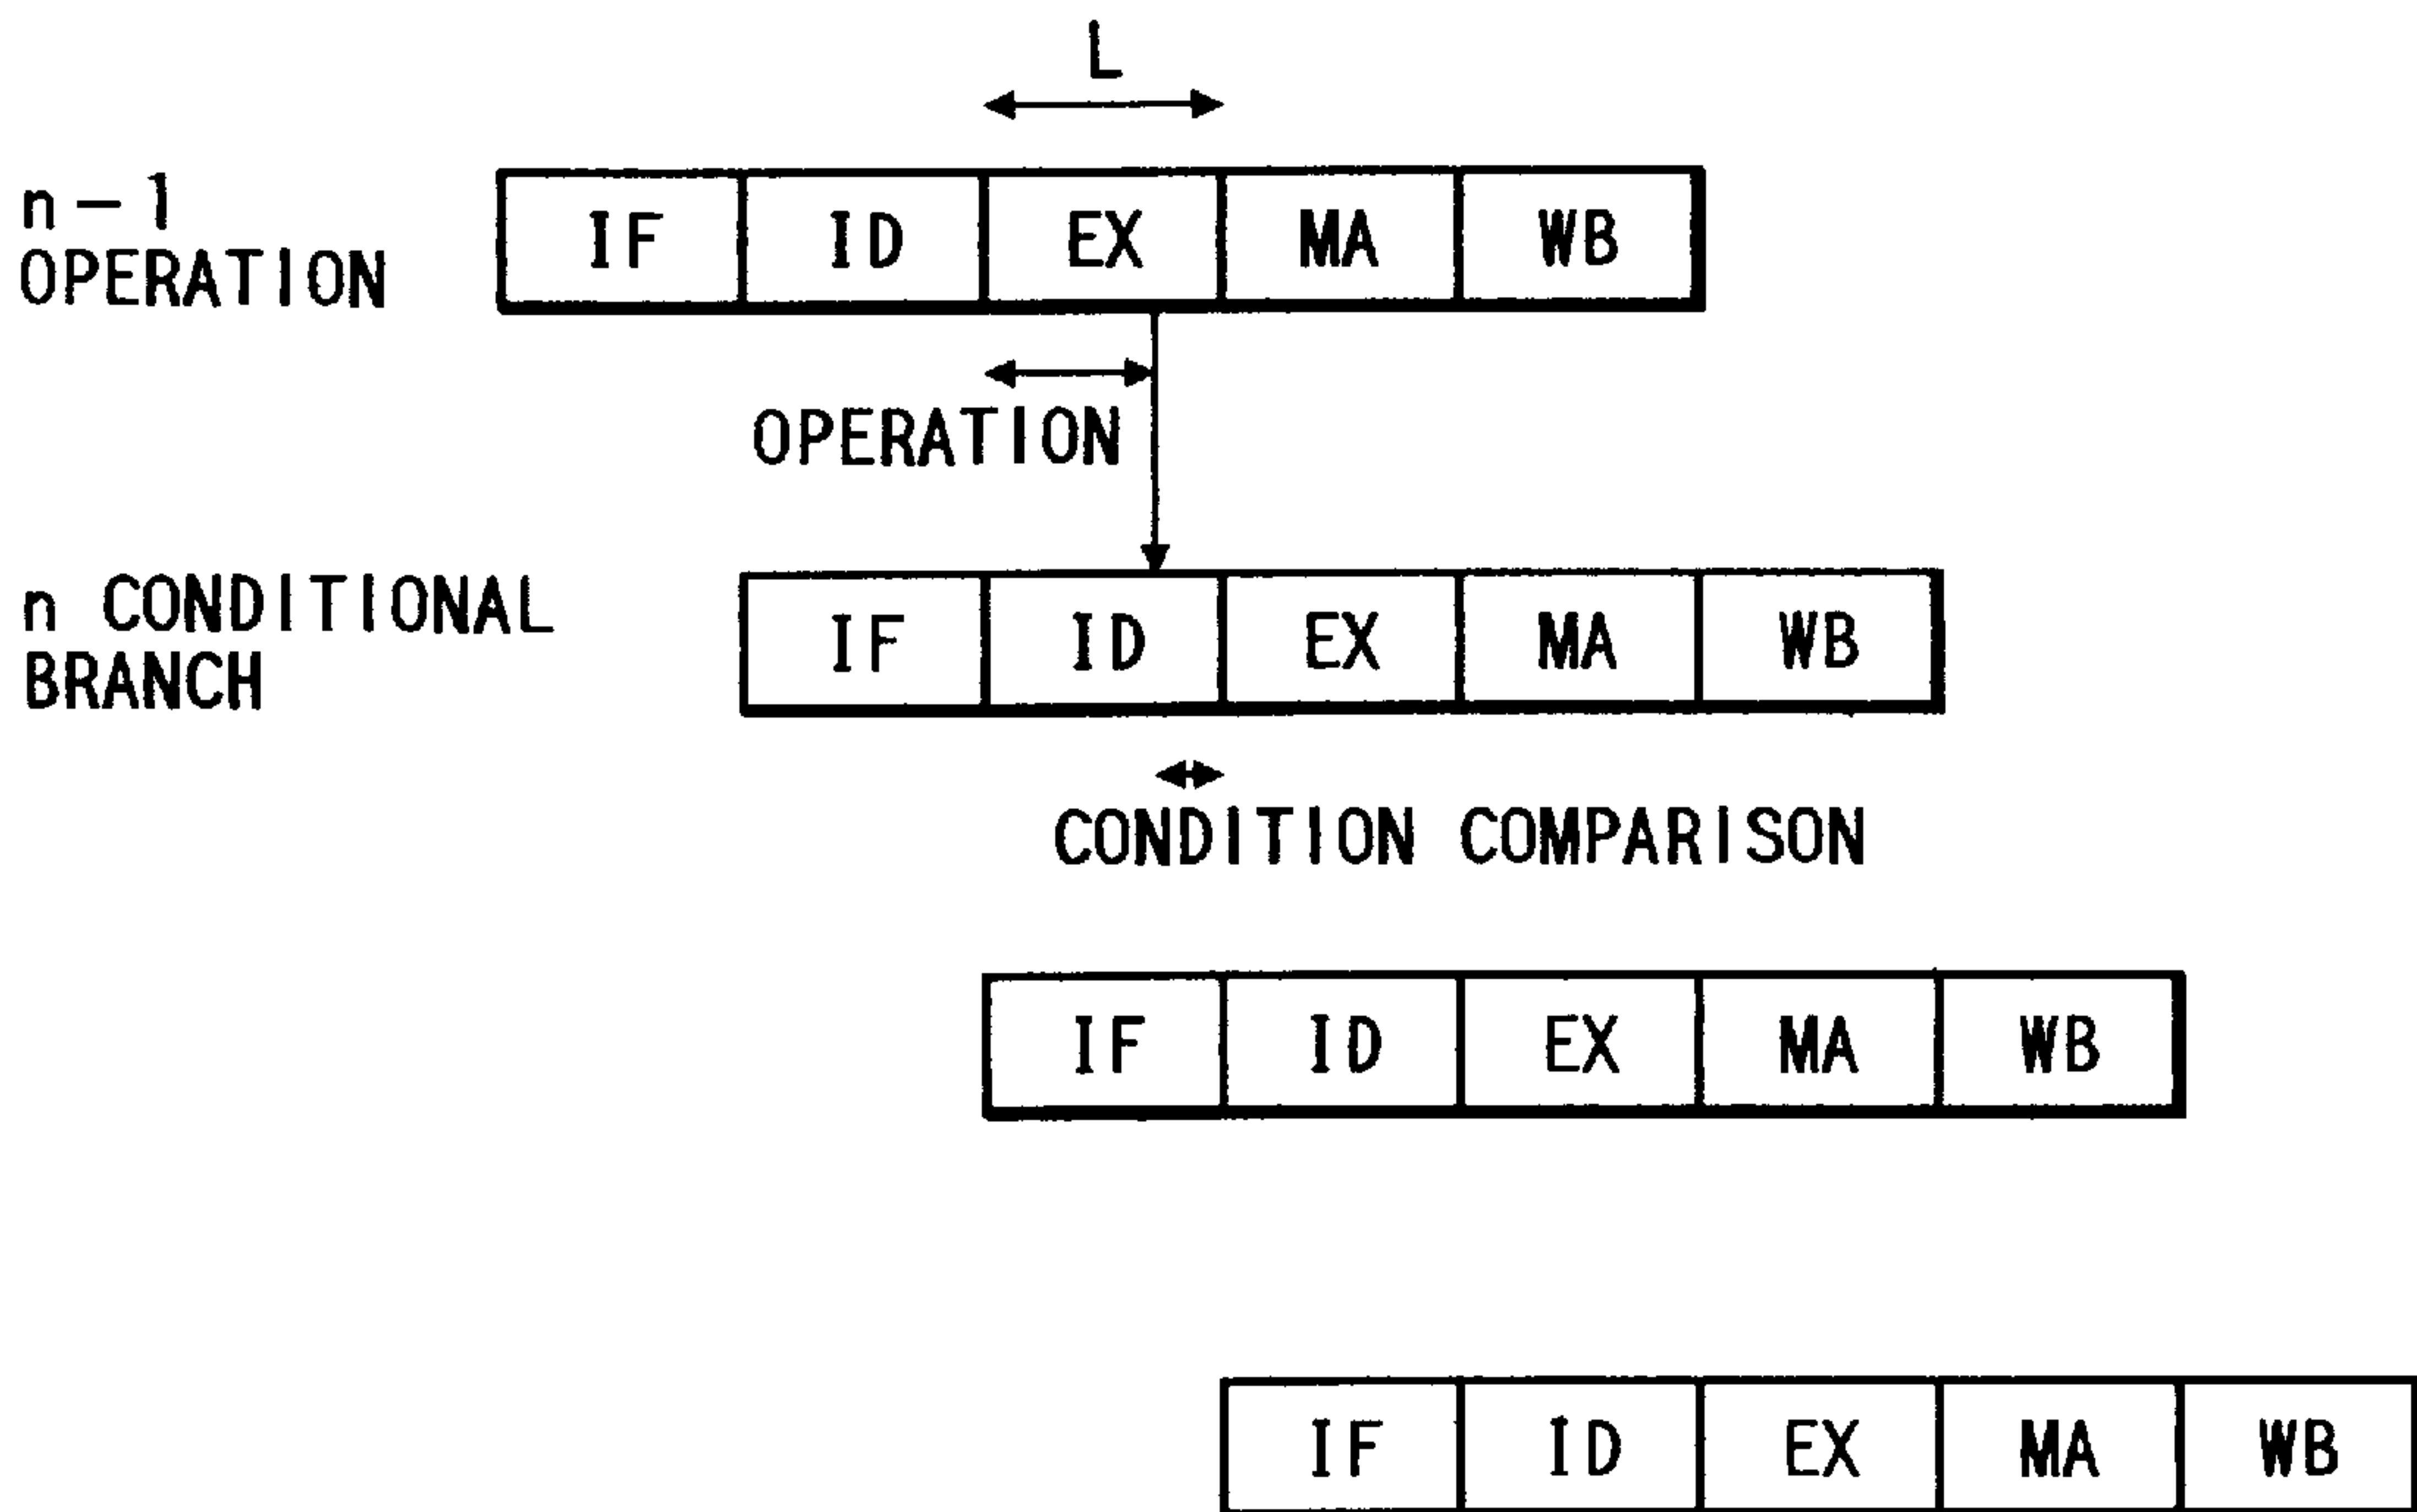 L
n-1
OPERATION
IF ID EX MA WB
OPERATION
n CONDITIONAL
BRANCH
IF ID EX MA WB
CONDITION COMPARISON
IF ID EX MA WB
IF ID EX MA WB